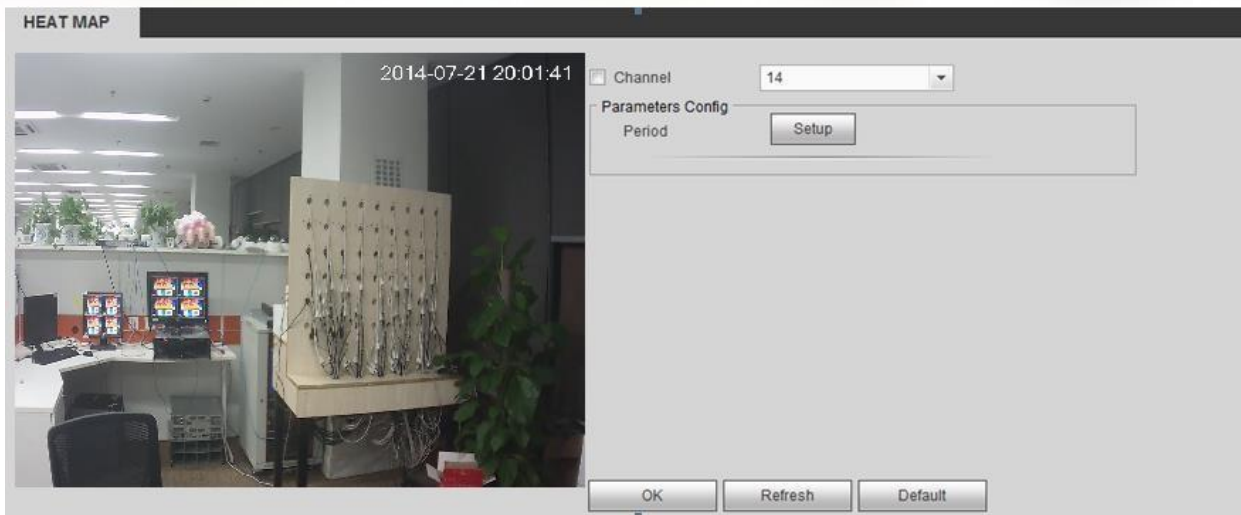 HEAT MAP
2014-07-21 20:01:41
Channel 14
Parameters Config
Period Setup
OK Refresh Default